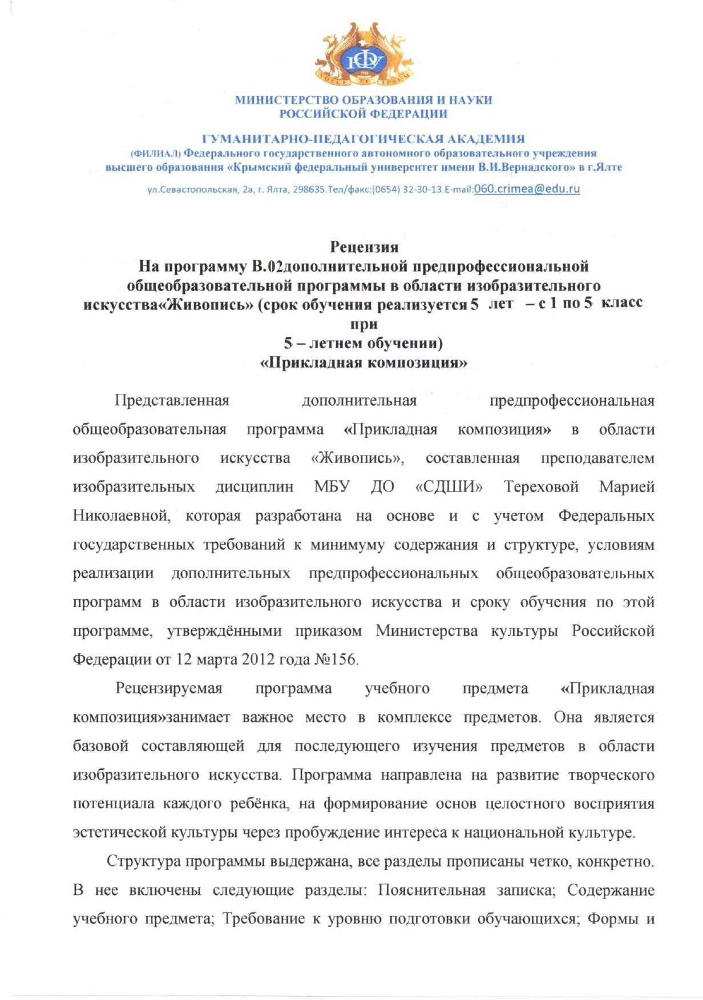 КФУ
1918
NOSCE TE IPSUM
МИНИСТЕРСТВО ОБРАЗОВАНИЯ И НАУКИ
РОССИЙСКОЙ ФЕДЕРАЦИИ
ГУМАНИТАРНО-ПЕДАГОГИЧЕСКАЯ АКАДЕМИЯ
(ФИЛИАЛ) Федерального государственного автономного образовательного учреждения
высшего образования «Крымский федеральный университет имени В.И.Вернадского» в г.Ялте
ул.Севастопольская, 2а, г. Ялта, 298635.Тел/факс:(0654) 32-30-13.E-mail:060.crimea@edu.ru
Рецензия
На программу В.02дополнительной предпрофессиональной
общеобразовательной программы в области изобразительного
искусства«Живопись» (срок обучения реализуется 5 лет – с 1 по 5 класс
при
5 – летнем обучении)
«Прикладная композиция»
Представленная дополнительная предпрофессиональная
общеобразовательная программа «Прикладная композиция» в области
изобразительного искусства «Живопись», составленная преподавателем
изобразительных дисциплин МБУ ДО «СДШИ» Тереховой Марией
Николаевной, которая разработана на основе и с учетом Федеральных
государственных требований к минимуму содержания и структуре, условиям
реализации дополнительных предпрофессиональных общеобразовательных
программ в области изобразительного искусства и сроку обучения по этой
программе, утверждёнными приказом Министерства культуры Российской
Федерации от 12 марта 2012 года №156.
Рецензируемая программа учебного предмета «Прикладная
композиция»занимает важное место в комплексе предметов. Она является
базовой составляющей для последующего изучения предметов в области
изобразительного искусства. Программа направлена на развитие творческого
потенциала каждого ребёнка, на формирование основ целостного восприятия
эстетической культуры через пробуждение интереса к национальной культуре.
Структура программы выдержана, все разделы прописаны четко, конкретно.
В нее включены следующие разделы: Пояснительная записка; Содержание
учебного предмета; Требование к уровню подготовки обучающихся; Формы и